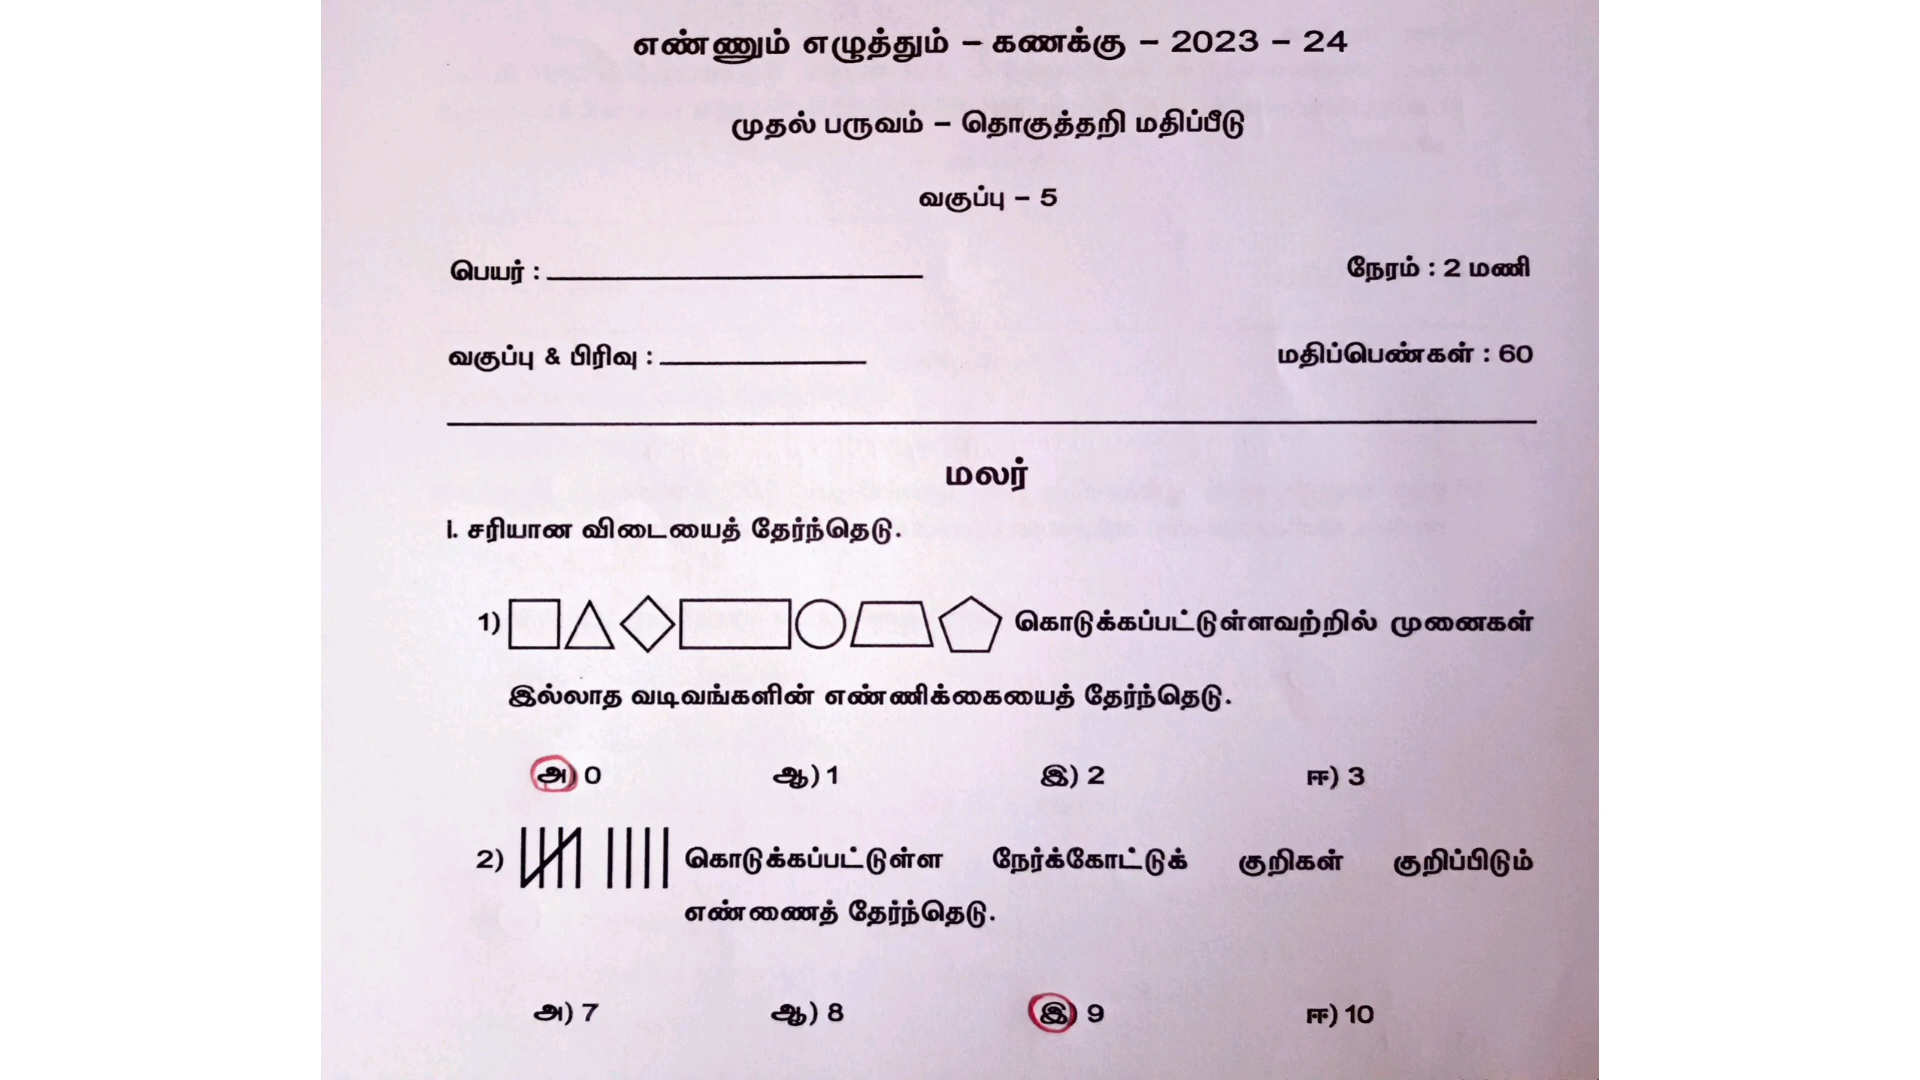 எண்ணும் எழுத்தும் – கணக்கு – 2023 – 24
முதல் பருவம் – தொகுத்தறி மதிப்பீடு
வகுப்பு – 5
பெயர் : நேரம் : 2 மணி
வகுப்பு & பிரிவு : மதிப்பெண்கள் : 60
மலர்
I. சரியான விடையைத் தேர்ந்தெடு.
1) கொடுக்கப்பட்டுள்ளவற்றில் முனைகள்
இல்லாத வடிவங்களின் எண்ணிக்கையைத் தேர்ந்தெடு.
அ) 0 ஆ) 1 இ) 2 ஈ) 3
2) கொடுக்கப்பட்டுள்ள நேர்க்கோட்டுக் குறிகள் குறிப்பிடும்
எண்ணைத் தேர்ந்தெடு.
அ) 7 ஆ) 8 இ) 9 ஈ) 10